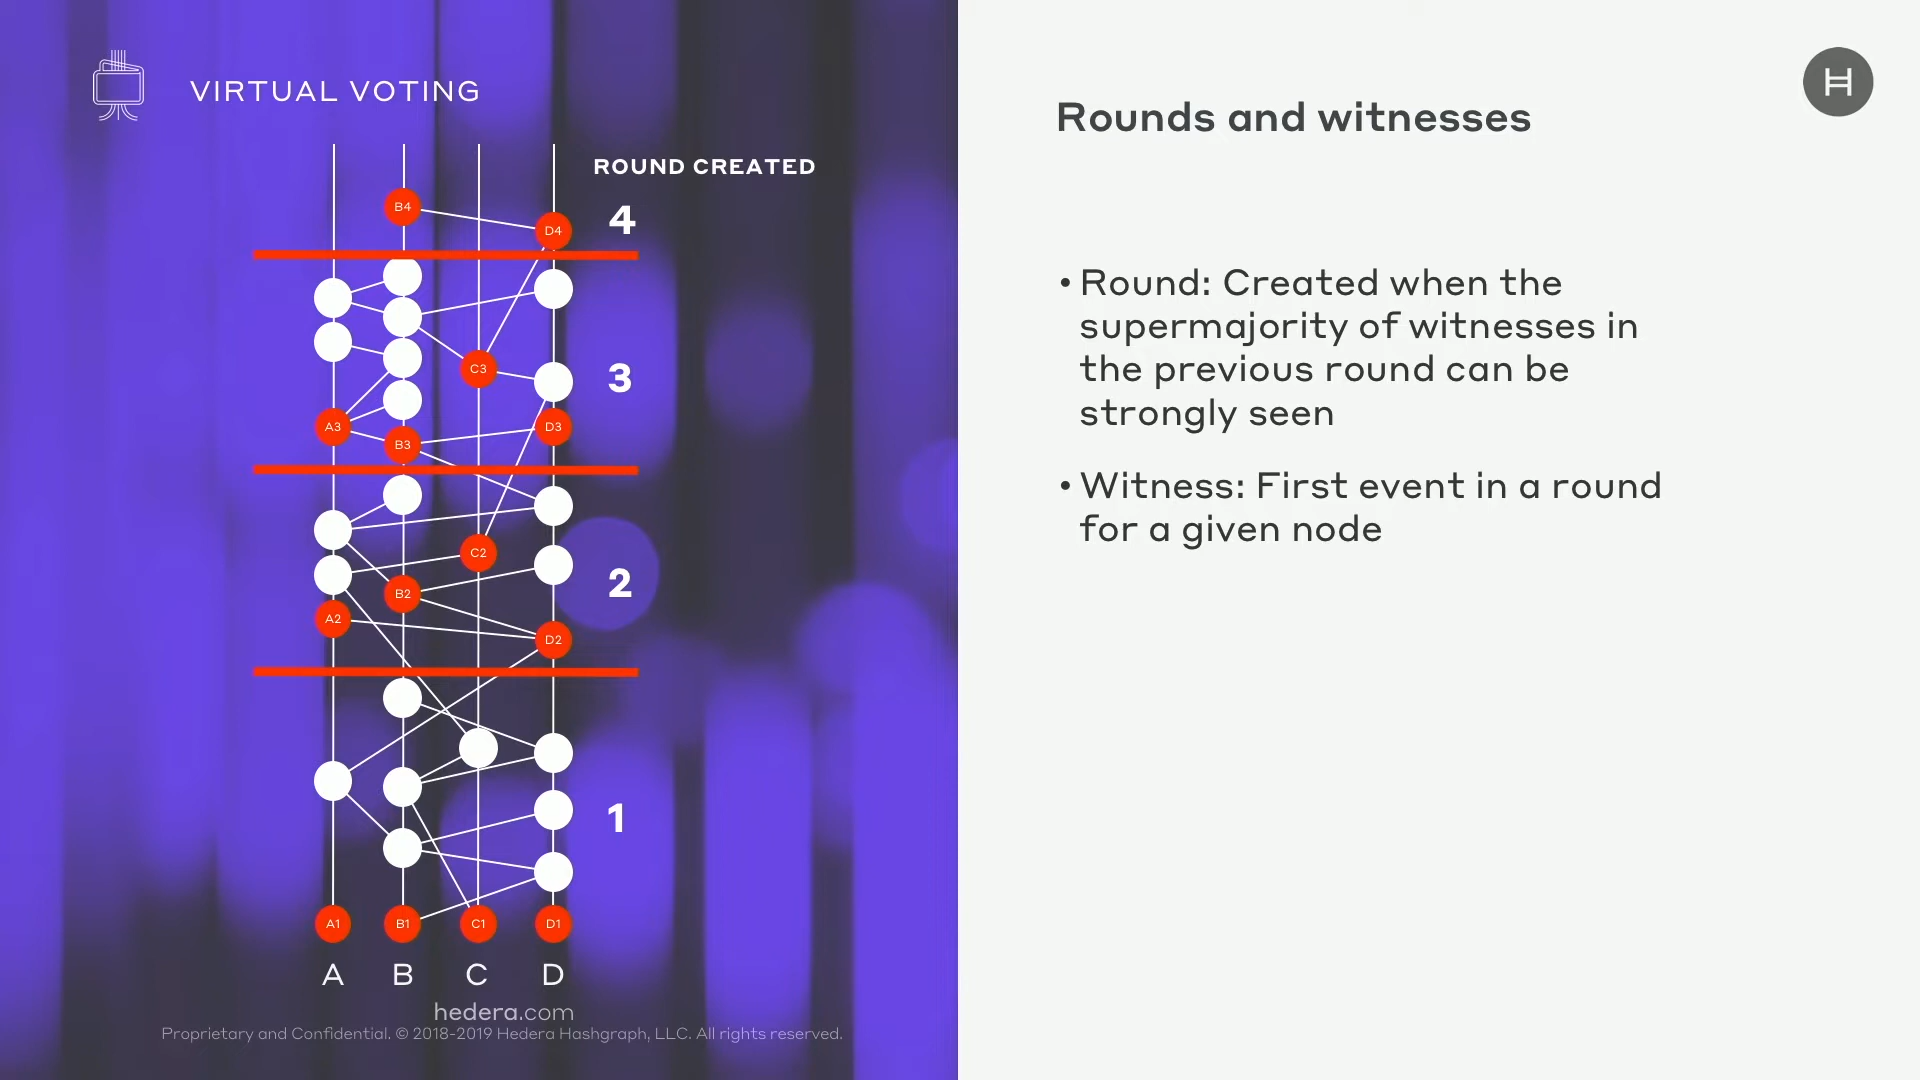 VIRTUAL VOTING
ROUND CREATED
B4
D4
4
C3
3
A3
D3
B3
C2
2
B2
A2
D2
1
A1 B1 C1 D1
A B C D
hedera.com
Proprietary and Confidential. © 2018-2019 Hedera Hashgraph, LLC. All rights reserved.
H
Rounds and witnesses
• Round: Created when the
supermajority of witnesses in
the previous round can be
strongly seen
• Witness: First event in a round
for a given node